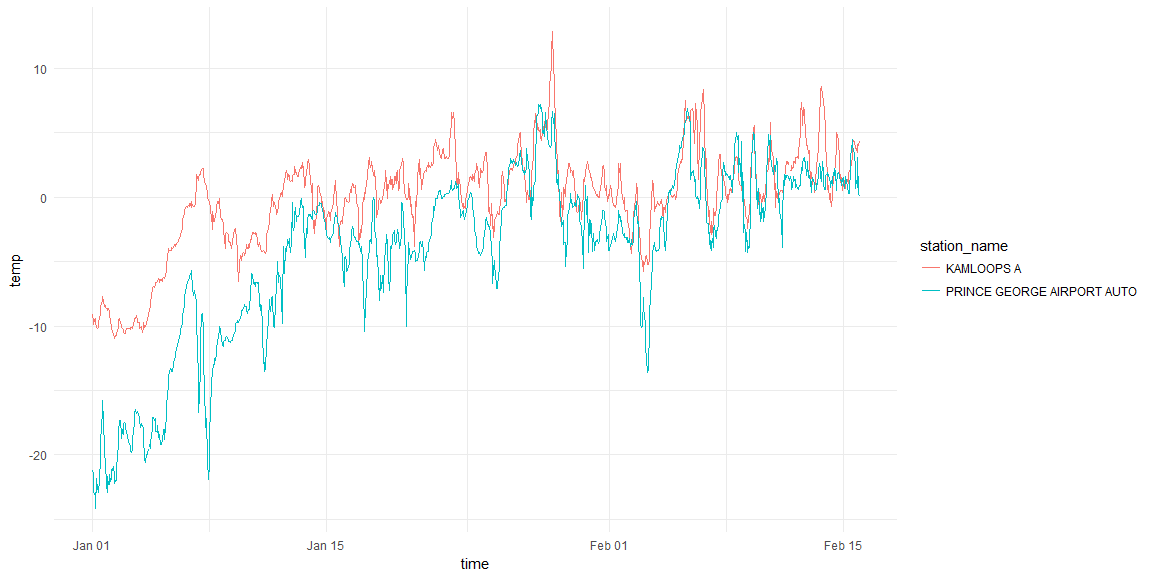 10
0
-10
-20
temp
Jan 01
Jan 15
Feb 01
Feb 15
time
station_name
KAMLOOPS A
PRINCE GEORGE AIRPORT AUTO